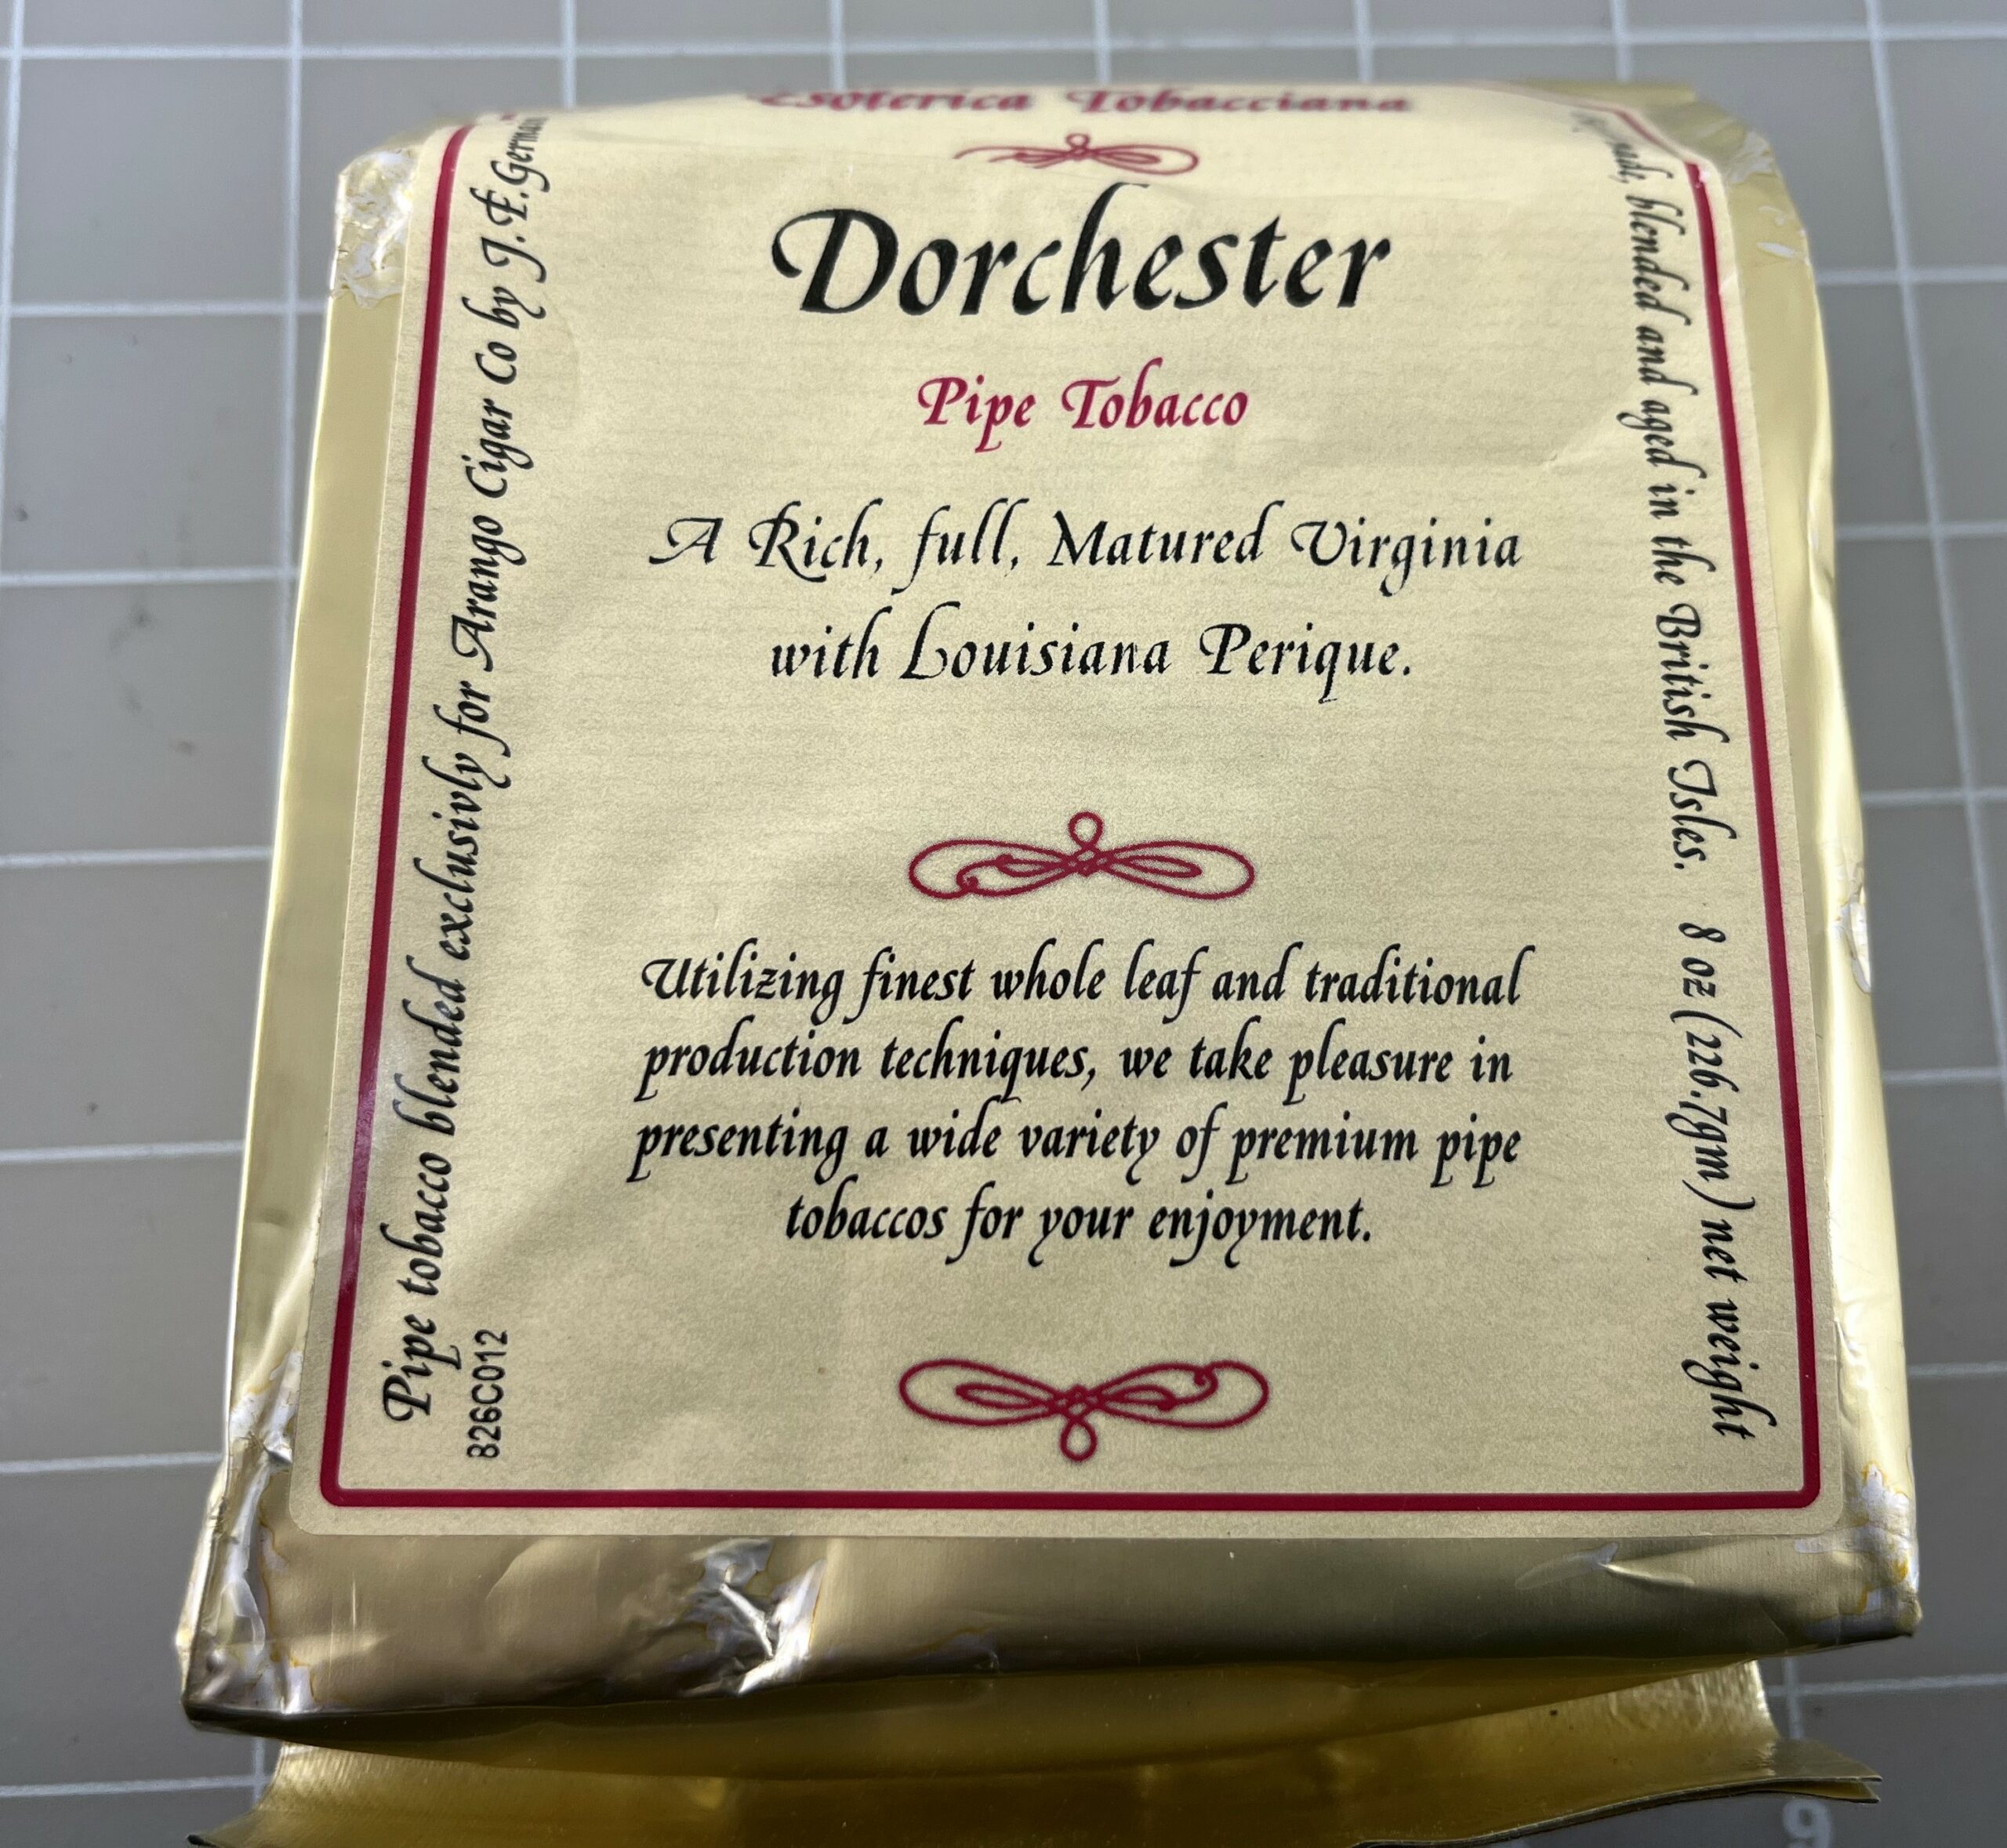 Esoterica Tobacciana
Dorchester
Pipe Tobacco
A Rich, full, Matured Virginia
with Louisiana Perique.
Utilizing finest whole leaf and traditional
production techniques, we take pleasure in
presenting a wide variety of premium pipe
tobaccos for your enjoyment.
Pipe tobacco blended exclusivly for Arango Cigar Co by J.E.Germain
826C012
blended and aged in the British Isles. 8 oz (226.7gm) net weight
9